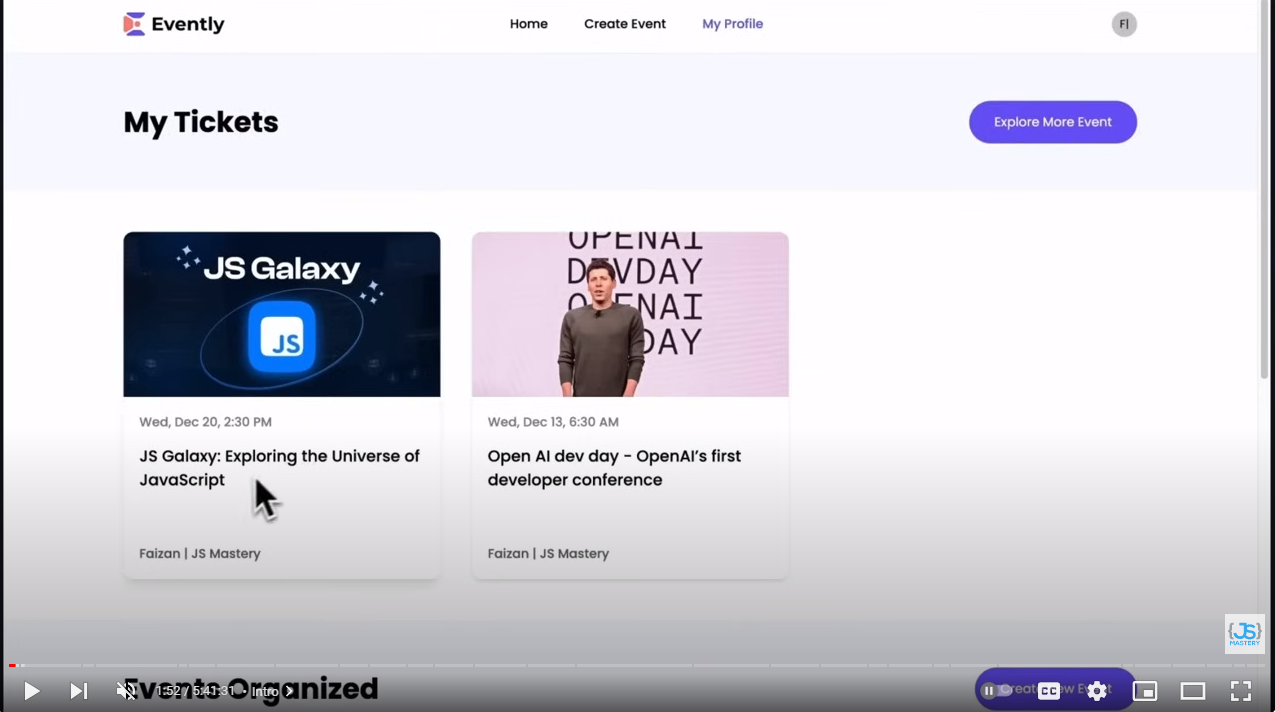 Evently
Home
Create Event
My Profile
F|
My Tickets
Explore More Event
JS Galaxy
JS
OPENAI
DEVDAY
OPENAI
DAY
Wed, Dec 20, 2:30 PM
JS Galaxy: Exploring the Universe of
JavaScript
Faizan | JS Mastery
Wed, Dec 13, 6:30 AM
Open AI dev day - OpenAI’s first
developer conference
Faizan | JS Mastery
{JS}
MASTERY
Events Organized
Create New Event
1:52 / 5:41:31 • Intro
CC